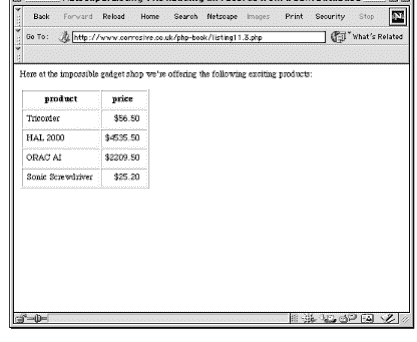 Back Forward Reload Home Search Netscape Images Print Security Stop
Go To: http://www.corrosive.co.uk/php-book/listing11.3.php What's Related
Here at the impossible gadget shop we're offering the following exciting products:
product price
Tricorder $56.50
HAL 2000 $4535.50
ORAC AI $2209.50
Sonic Screwdriver $25.20